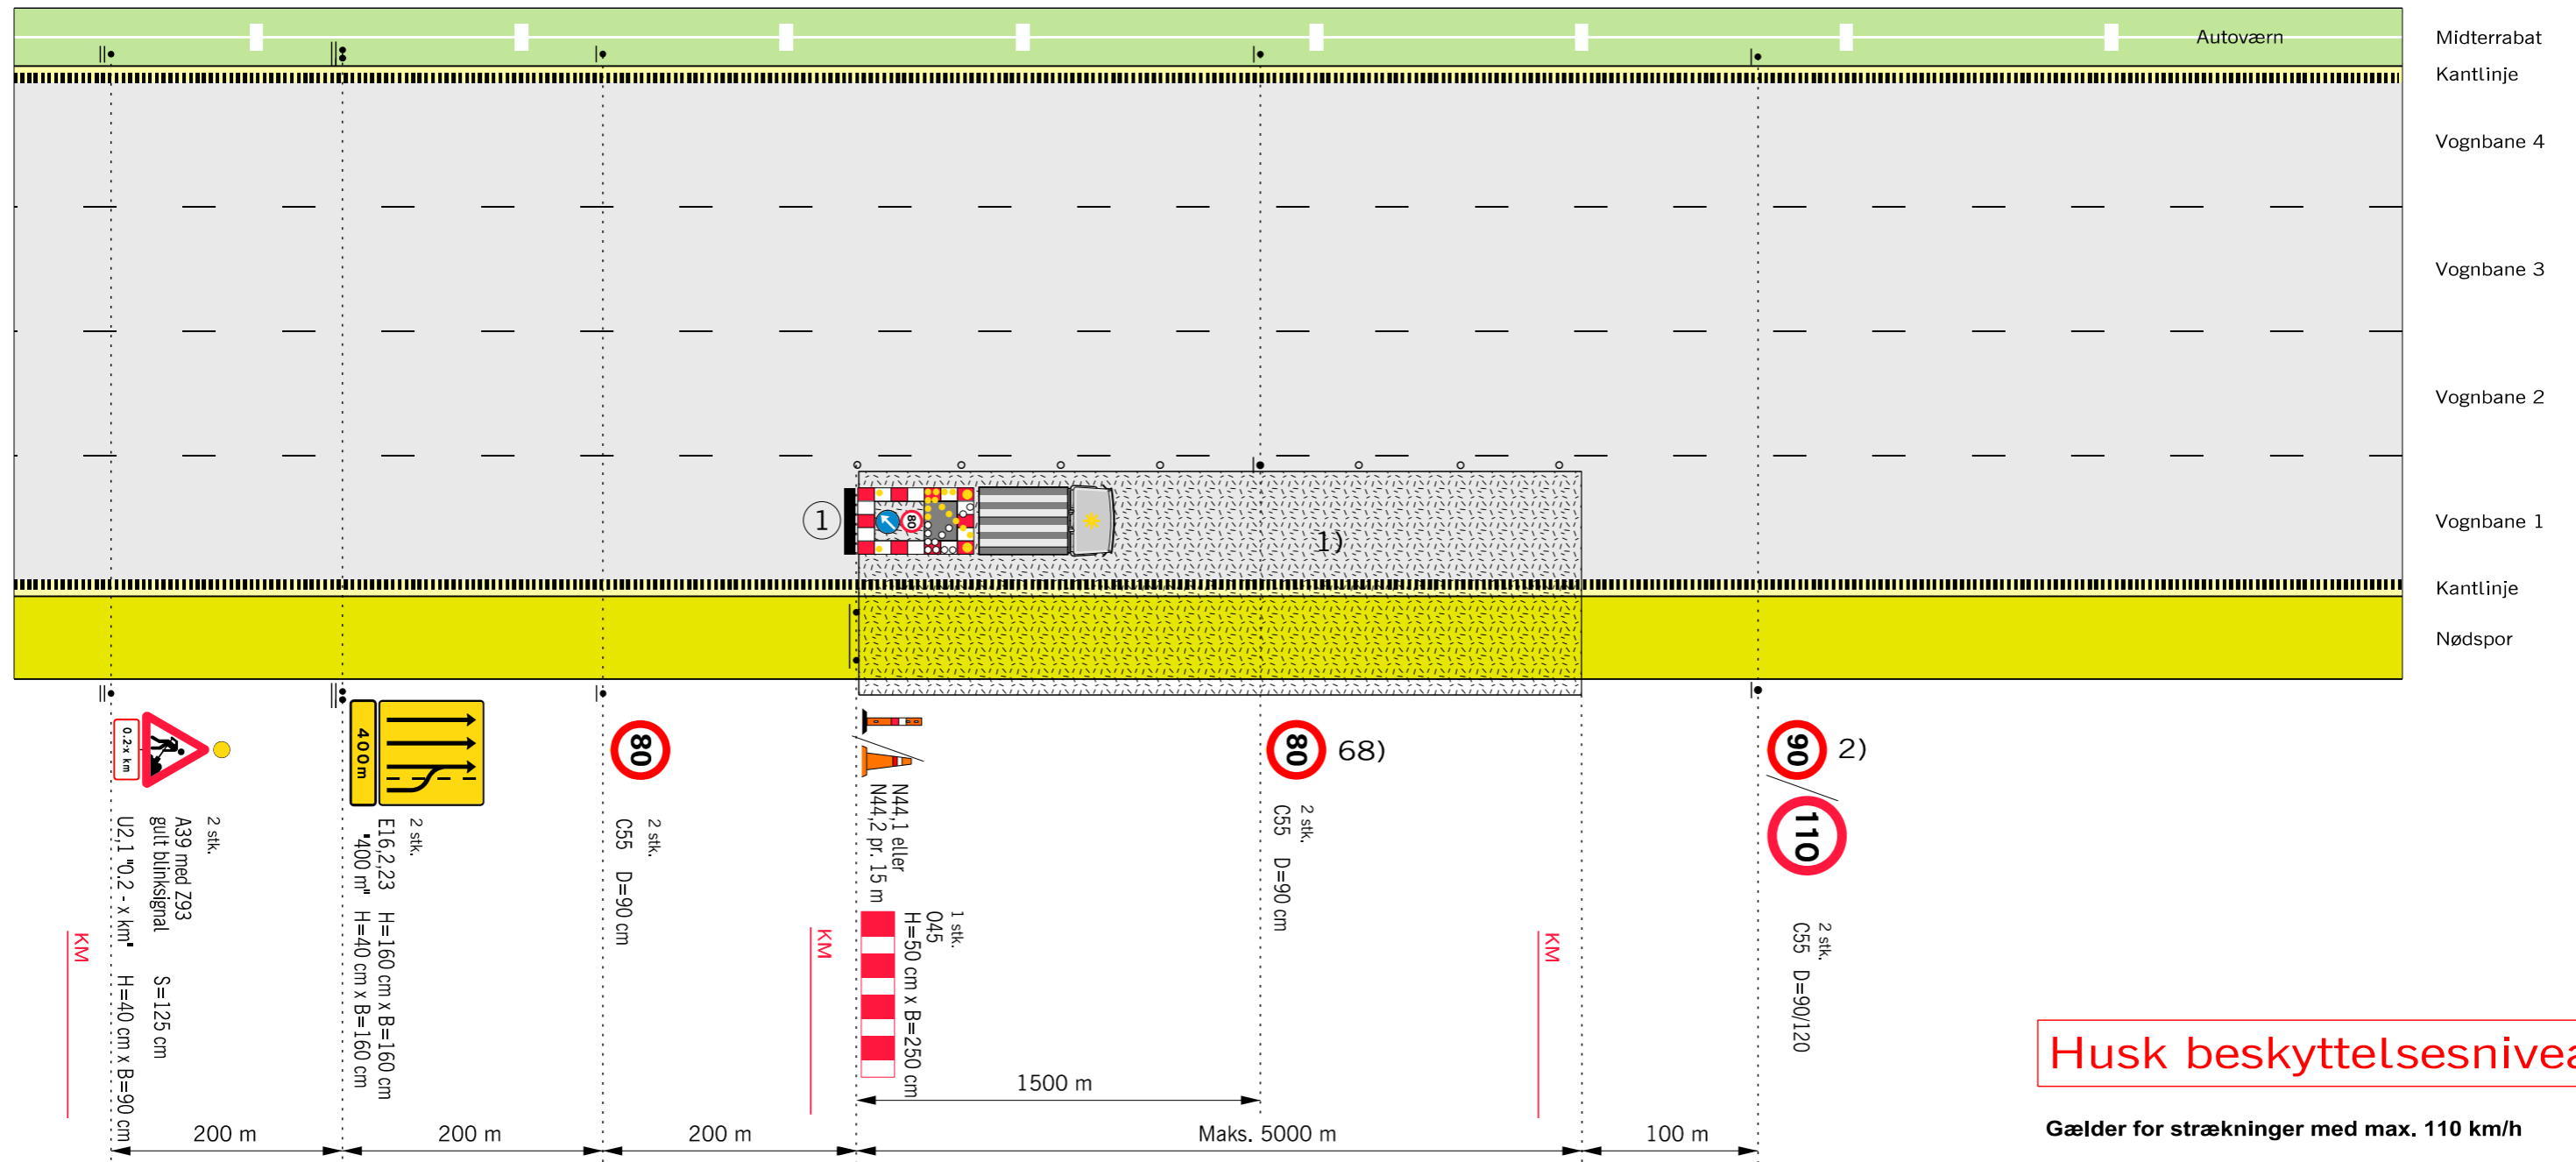 Autoværn
Midterrabat
Kantlinje
Vognbane 4
Vognbane 3
Vognbane 2
Vognbane 1
Kantlinje
Nødspor
1
80
1)
0.2-x km
2 stk.
A39 med Z93
gult blinksignal S=125 cm
U2,1 "0.2 - x km" H=40 cm x B=90 cm
KM
400m
2 stk.
E16,2,23 H=160 cm x B=160 cm
"400 m" H=40 cm x B=160 cm
80
2 stk.
C55 D=90 cm
KM
N44,1 eller
N44,2 pr. 15 m
1 stk.
O45
H=50 cm x B=250 cm
80 68)
2 stk.
C55 D=90 cm
KM
90 2)
110
2 stk.
C55 D=90/120
1500 m
200 m
200 m
200 m
Maks. 5000 m
100 m
Husk beskyttelsesnivea
Gælder for strækninger med max. 110 km/h